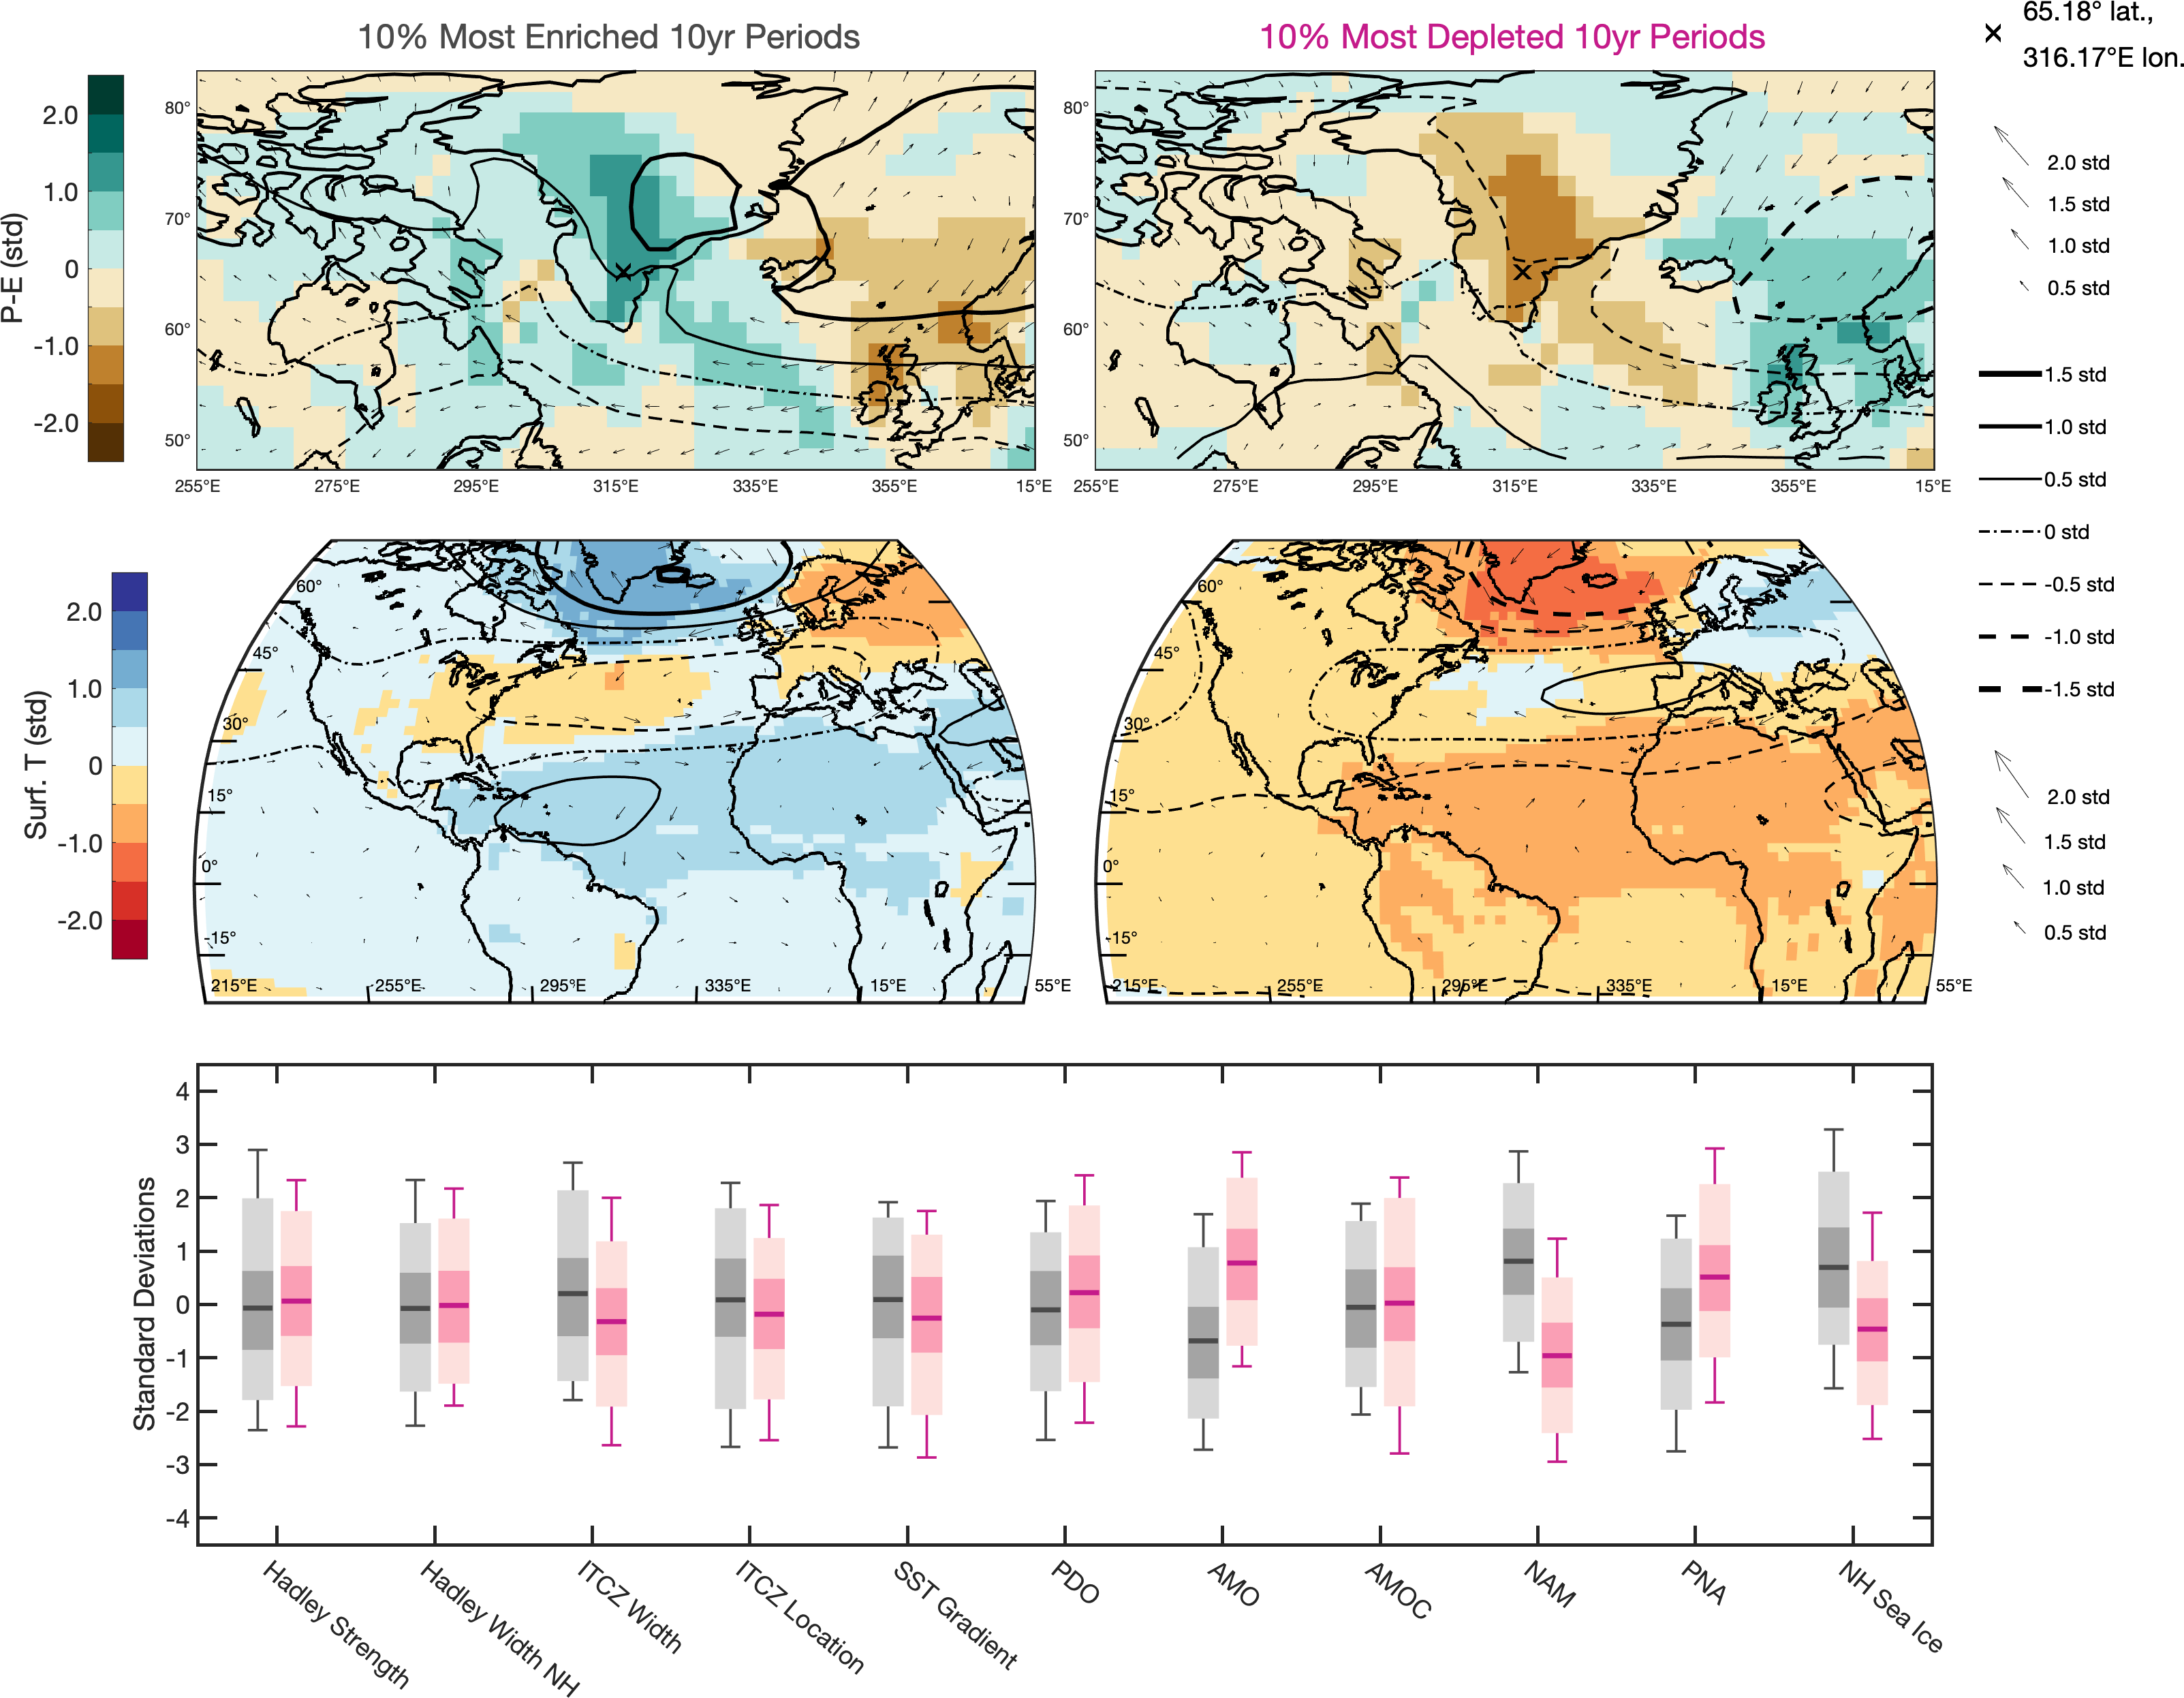 10% Most Enriched 10yr Periods
10% Most Depleted 10yr Periods
65.18° lat.,
316.17°E lon.
P-E (std)
2.0
1.0
0
-1.0
-2.0
80°
70°
60°
50°
255°E
275°E
295°E
315°E
335°E
355°E
15°E
80°
70°
60°
50°
255°E
275°E
295°E
315°E
335°E
355°E
15°E
2.0 std
1.5 std
1.0 std
0.5 std
1.5 std
1.0 std
0.5 std
0 std
-0.5 std
-1.0 std
-1.5 std
Surf. T (std)
2.0
1.0
0
-1.0
-2.0
60°
45°
30°
15°
0°
-15°
215°E
255°E
295°E
335°E
15°E
55°E
60°
45°
30°
15°
0°
-15°
215°E
255°E
295°E
335°E
15°E
55°E
2.0 std
1.5 std
1.0 std
0.5 std
Standard Deviations
4
3
2
1
0
-1
-2
-3
-4
Hadley Strength
Hadley Width NH
ITCZ Width
ITCZ Location
SST Gradient
PDO
AMO
AMOC
NAM
PNA
NH Sea Ice